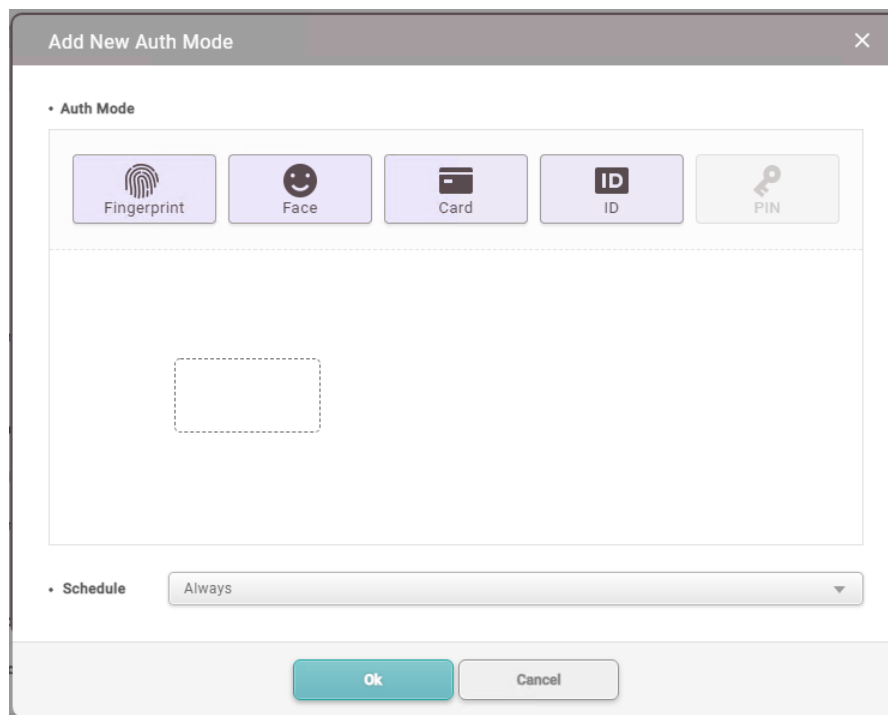 Add New Auth Mode
• Auth Mode
Fingerprint
Face
Card
ID
ID
PIN
• Schedule
Always
Ok
Cancel